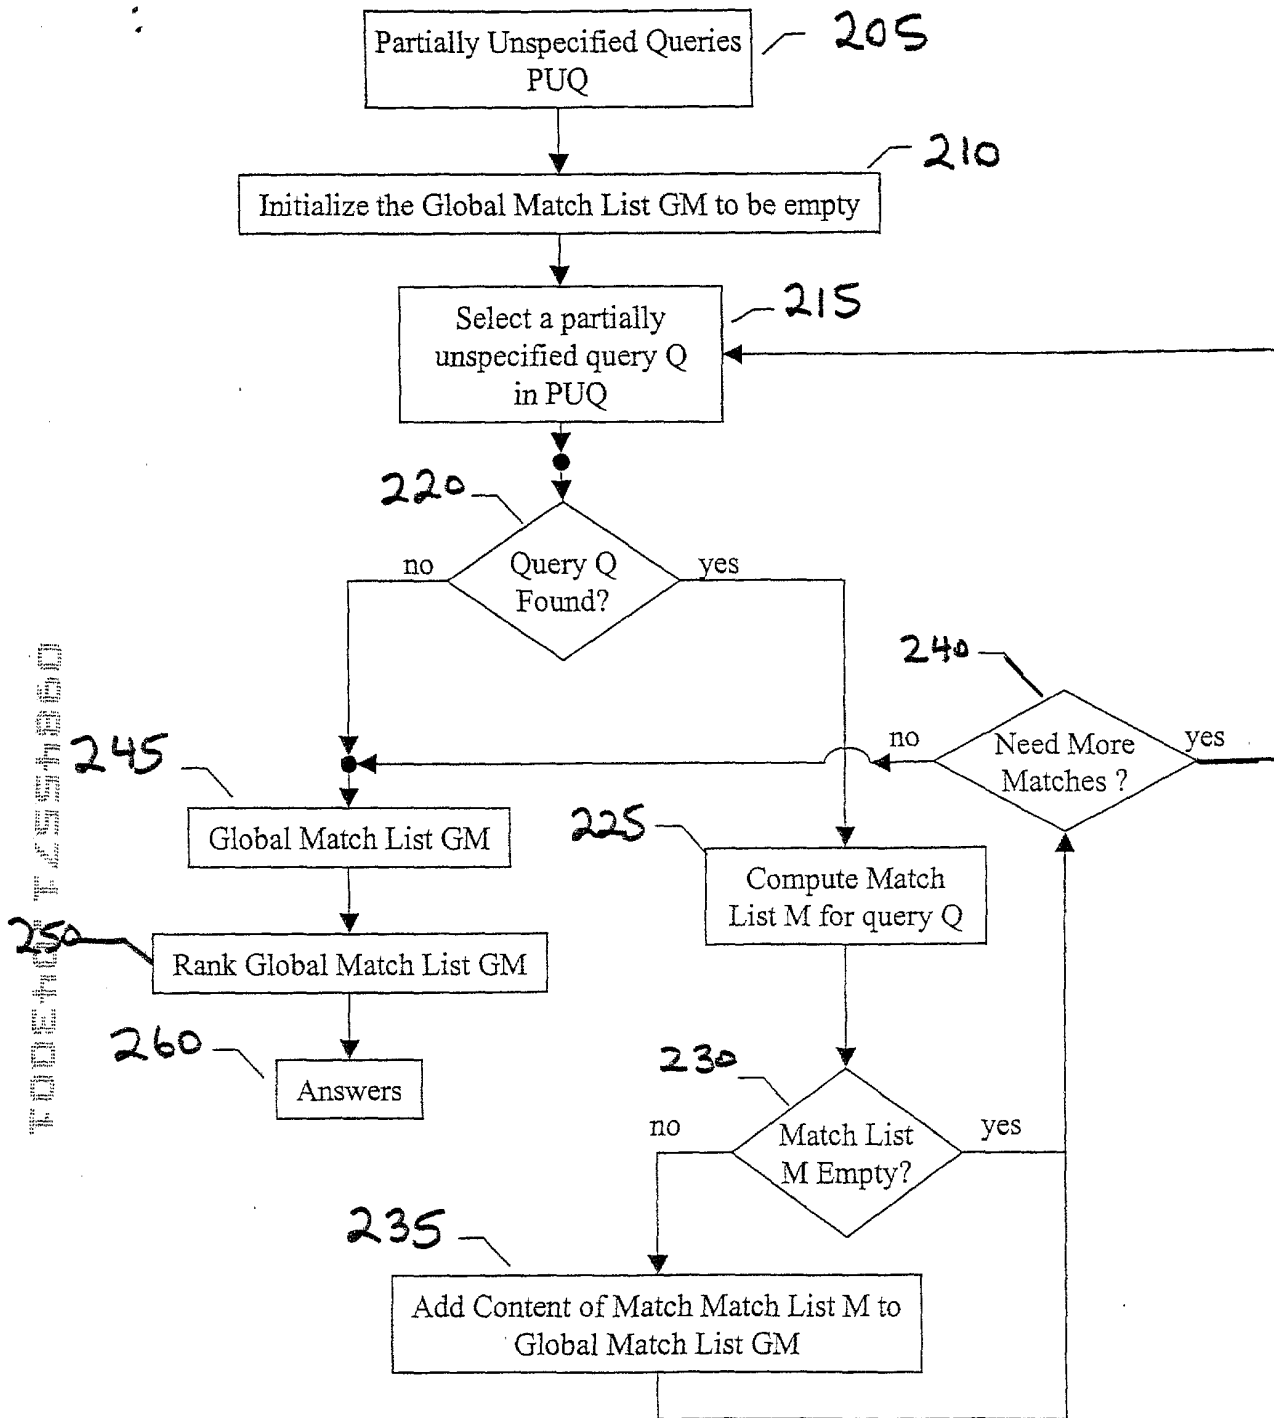 Partially Unspecified Queries
PUQ
205
210
Initialize the Global Match List GM to be empty
215
Select a partially
unspecified query Q
in PUQ
220
no
Query Q
Found?
yes
240
245
no
Need More
Matches ?
yes
Global Match List GM
225
Compute Match
List M for query Q
250
Rank Global Match List GM
260
Answers
230
no
Match List
M Empty?
yes
235
Add Content of Match Match List M to
Global Match List GM